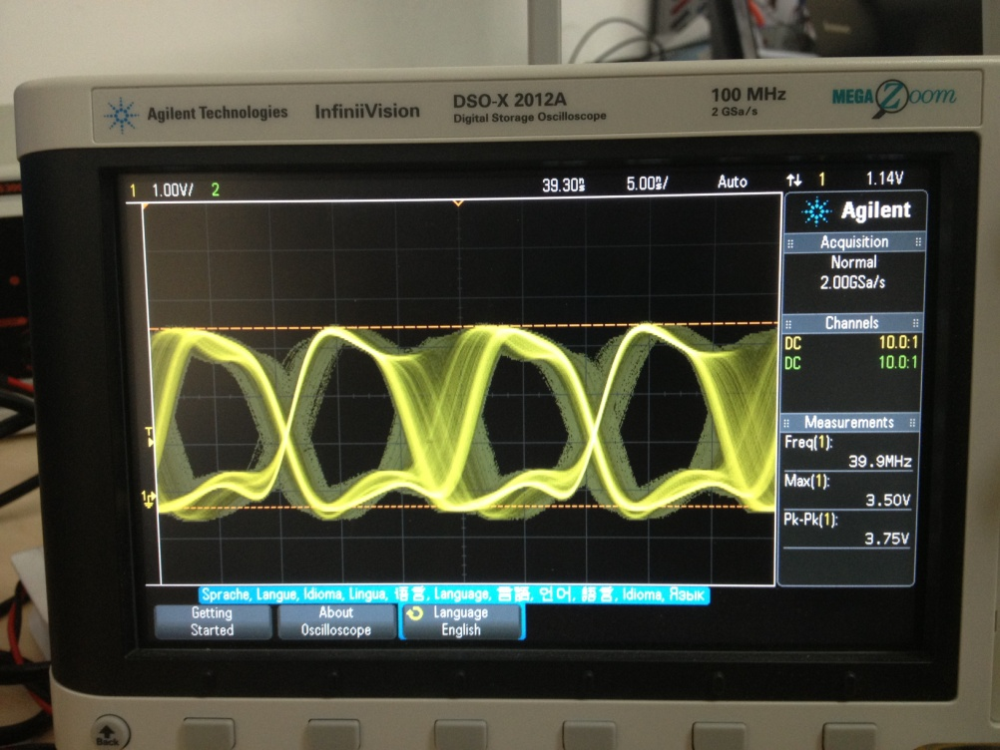 Agilent Technologies InfiniiVision DSO-X 2012A 100 MHz MEGA Zoom
Digital Storage Oscilloscope 2 GSa/s
1 1.00V/ 2 39.30ns 5.00ns/ Auto 1 1.14V
Agilent
Acquisition
Normal
2.00GSa/s
Channels
DC 10.0:1
DC 10.0:1
Measurements
Freq(1):
39.9MHz
Max(1):
3.50V
Pk-Pk(1):
3.75V
T
1
Sprache, Langue, Idioma, Lingua, 语言, Language, 言語, 언어, 語言, Idioma, Язык
Getting
Started
About
Oscilloscope
Language
English
Back